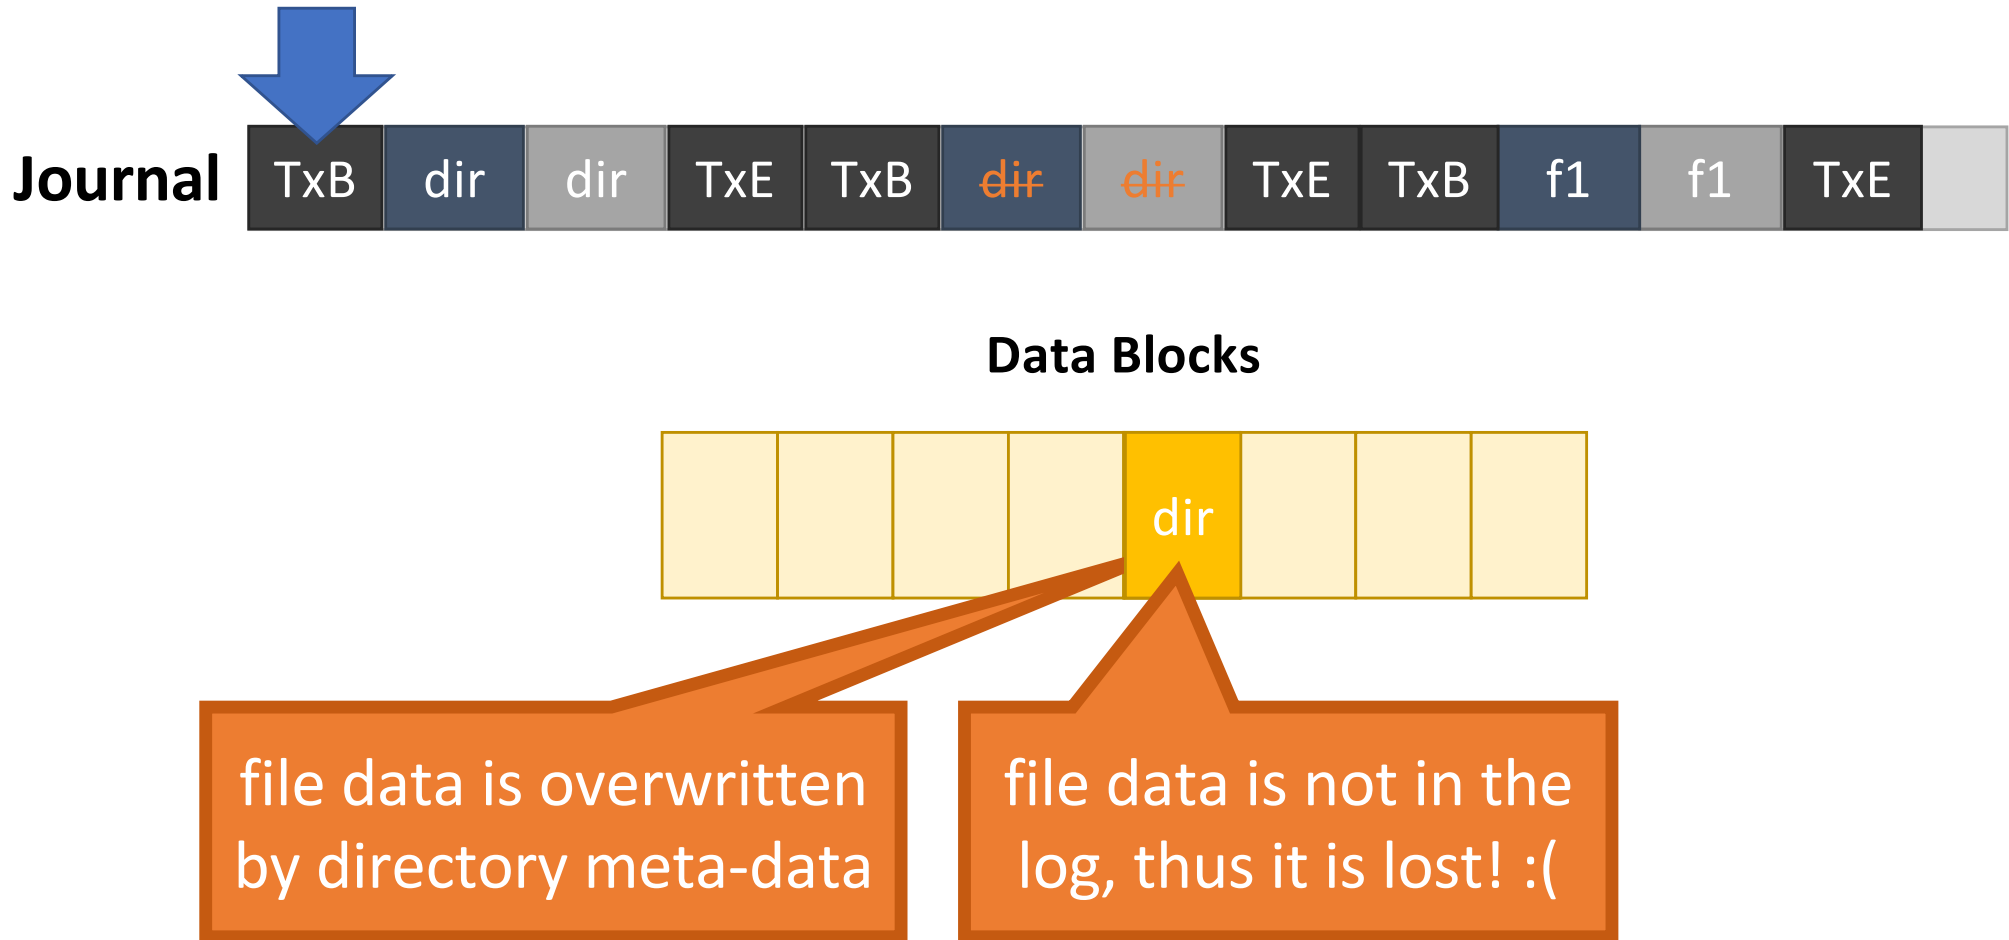 Journal TxB dir dir TxE TxB dir dir TxE TxB f1 f1 TxE
Data Blocks
dir
file data is overwritten
by directory meta-data
file data is not in the
log, thus it is lost! :(